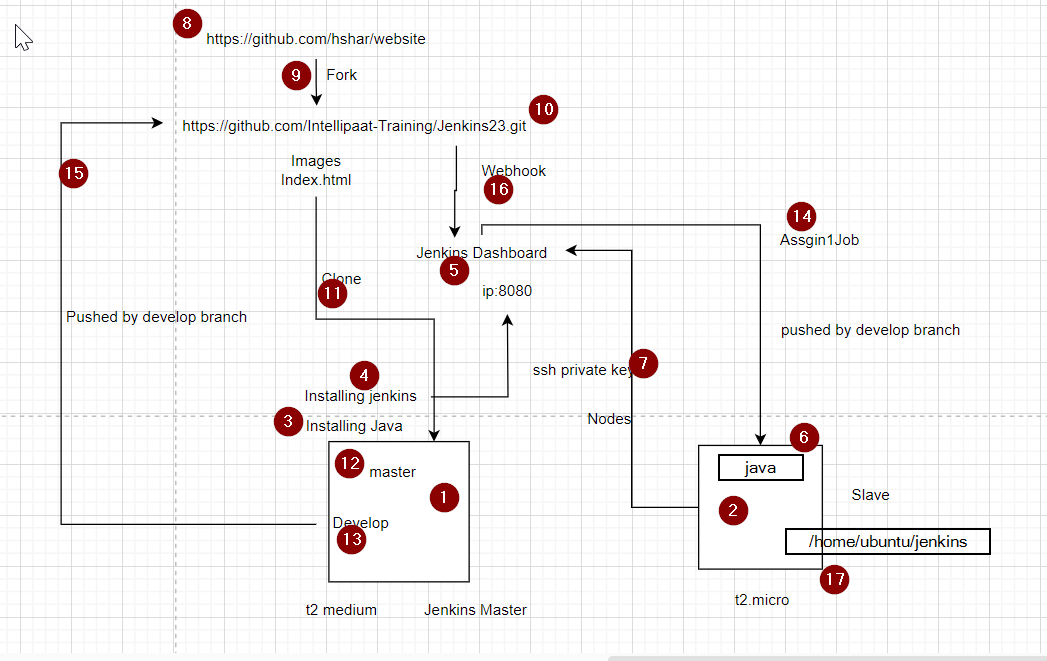 8
https://github.com/hshar/website
9
Fork
10
https://github.com/Intellipaat-Training/Jenkins23.git
Images
Index.html
15
Webhook
16
14
Assgin1Job
Jenkins Dashboard
5
Clone
11
ip:8080
Pushed by develop branch
pushed by develop branch
4
Installing jenkins
ssh private key
7
3
Installing Java
Nodes
6
12
master
1
java
2
Slave
Develop
13
/home/ubuntu/jenkins
17
t2 medium
Jenkins Master
t2.micro